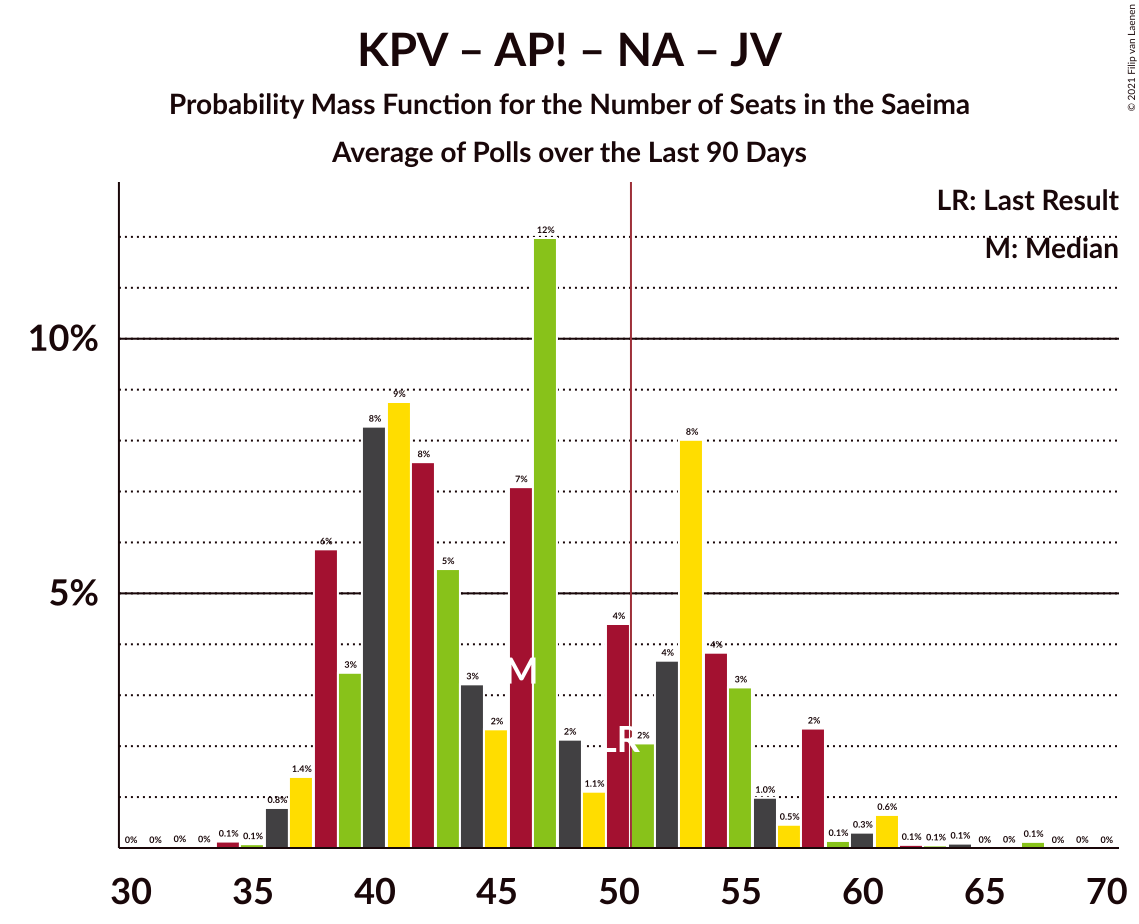 KPV – AP! – NA – JV
Probability Mass Function for the Number of Seats in the Saeima
Average of Polls over the Last 90 Days
© 2021 Filip van Laenen
LR: Last Result
M: Median
12%
10%
9%
8%
8%
8%
7%
6%
5%
5%
4%
4%
4%
3%
3%
3%
2%
2%
2%
2%
M
LR
1.4%
1.1%
1.0%
0.8%
0.5%
0.6%
0.3%
0% 0% 0% 0% 0.1% 0.1% 0.1% 0.1% 0.1% 0.1% 0% 0% 0.1% 0% 0% 0%
30 35 40 45 50 55 60 65 70